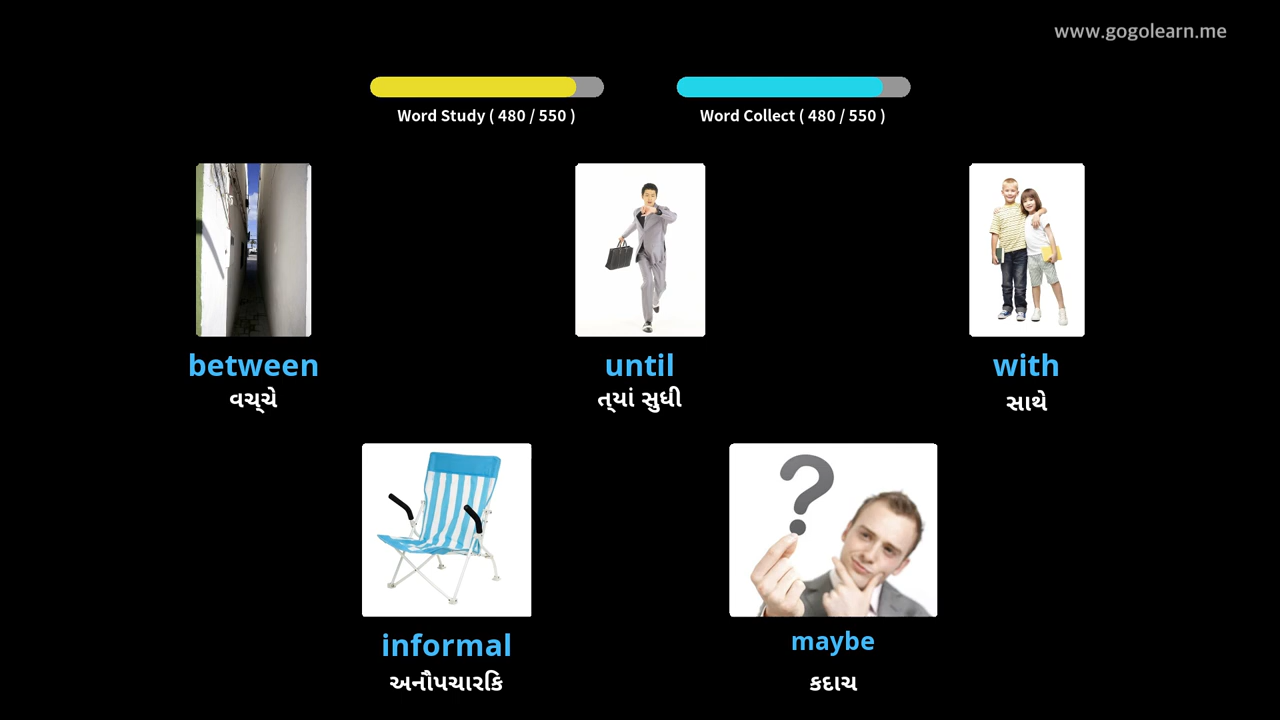 www.gogolearn.me
Word Study ( 480 / 550 )
Word Collect ( 480 / 550 )
between
વચ્ચે
until
ત્યાં સુધી
with
સાથે
informal
અનૌપચારિક
maybe
કદાચ